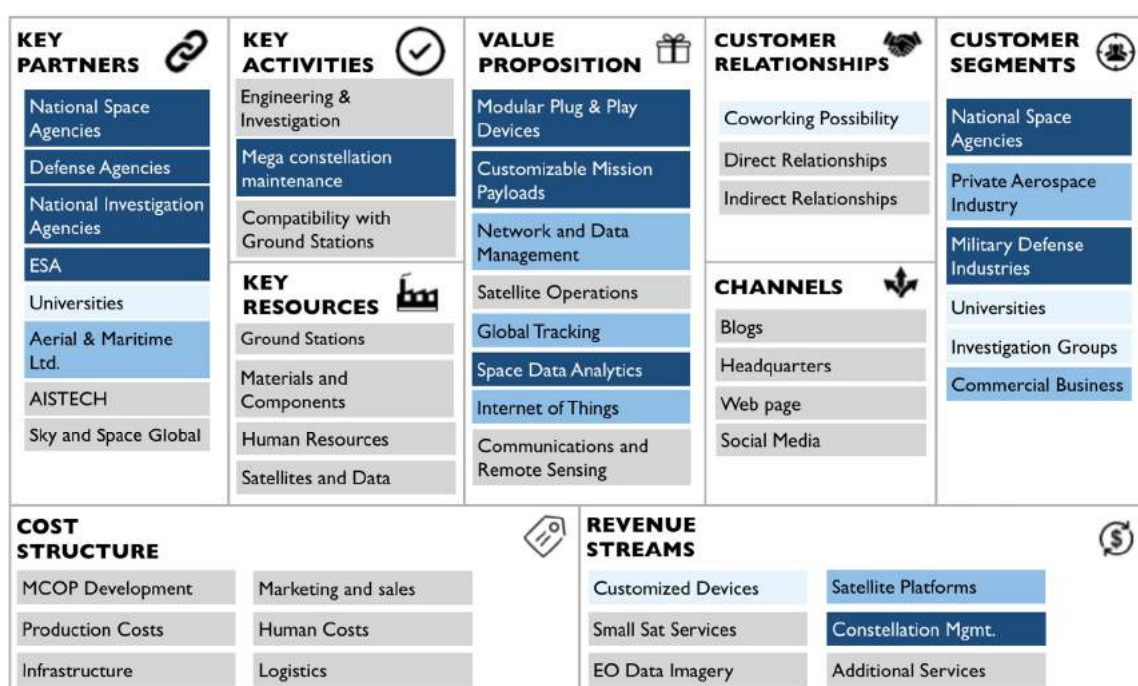 KEY
PARTNERS
National Space
Agencies
Defense Agencies
National Investigation
Agencies
ESA
Universities
Aerial & Maritime
Ltd.
AISTECH
Sky and Space Global
KEY
ACTIVITIES
Engineering &
Investigation
Mega constellation
maintenance
Compatibility with
Ground Stations
KEY
RESOURCES
Ground Stations
Materials and
Components
Human Resources
Satellites and Data
VALUE
PROPOSITION
Modular Plug & Play
Devices
Customizable Mission
Payloads
Network and Data
Management
Satellite Operations
Global Tracking
Space Data Analytics
Internet of Things
Communications and
Remote Sensing
CUSTOMER
RELATIONSHIPS
Coworking Possibility
Direct Relationships
Indirect Relationships
CHANNELS
Blogs
Headquarters
Web page
Social Media
CUSTOMER
SEGMENTS
National Space
Agencies
Private Aerospace
Industry
Military Defense
Industries
Universities
Investigation Groups
Commercial Business
COST
STRUCTURE
MCOP Development
Marketing and sales
Production Costs
Human Costs
Infrastructure
Logistics
REVENUE
STREAMS
$
Customized Devices
Satellite Platforms
Small Sat Services
Constellation Mgmt.
EO Data Imagery
Additional Services